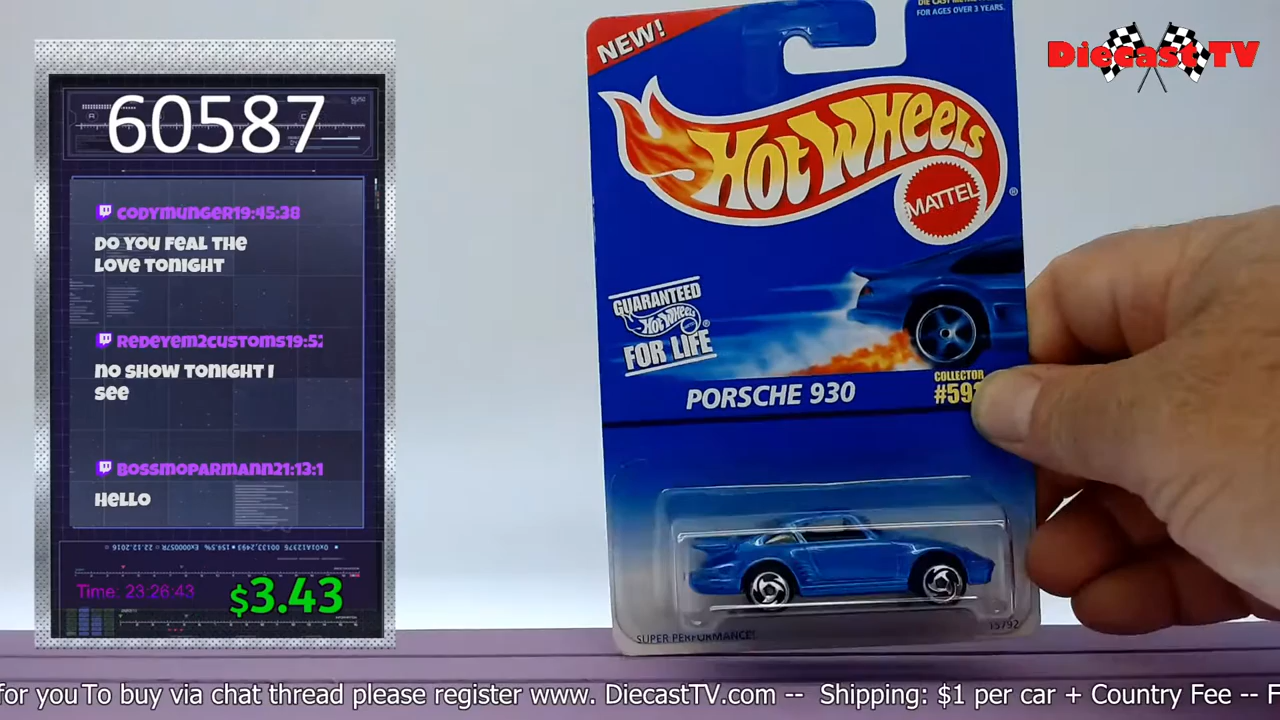 60587
codymunger19:45:38
Do you feal the
love tonight
Redeyem2customs19:52
no show tonight I
see
Bossmoparmann21:13:1
Hello
Time: 23:26:43
$3.43
NEW!
FOR AGES OVER 3 YEARS.
HOT WHEELS
MATTEL
®
GUARANTEED
HOT WHEELS
®
FOR LIFE
PORSCHE 930
COLLECTOR
#59
SUPER PERFORMANCE!
15792
Diecast TV
for you To buy via chat thread please register www. DiecastTV.com -- Shipping: $1 per car + Country Fee -- F